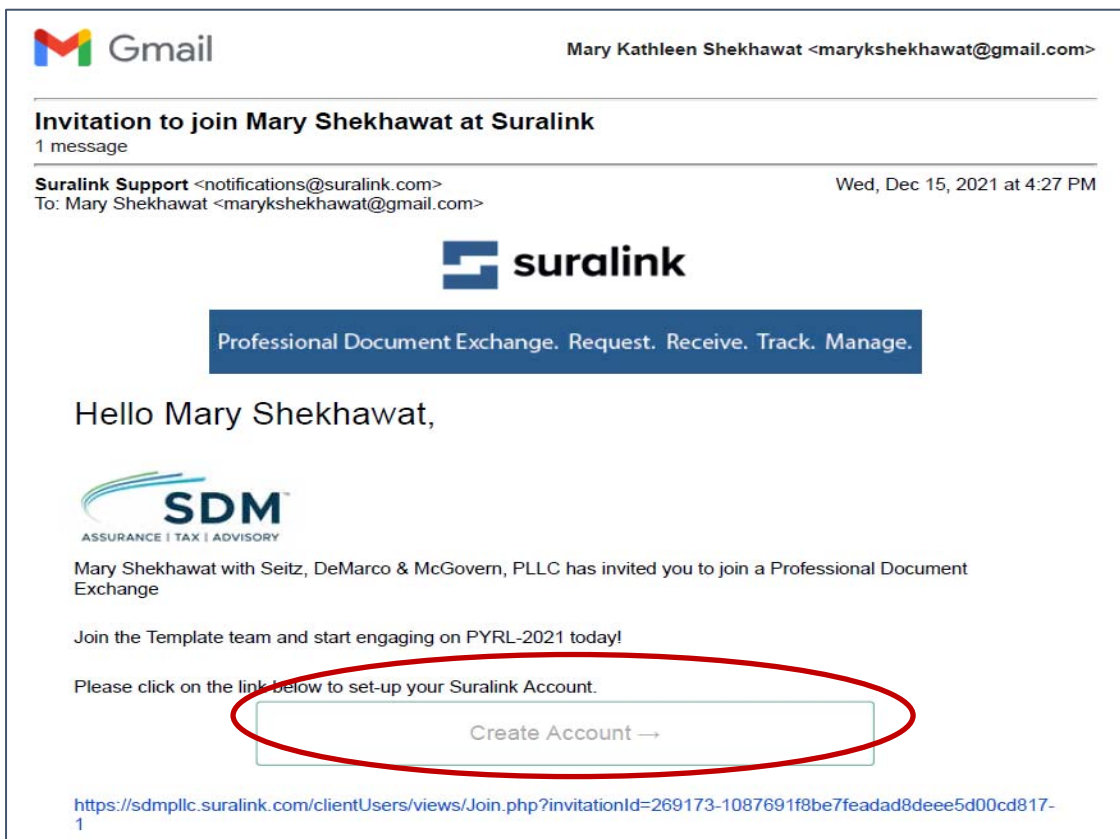 Gmail
Mary Kathleen Shekhawat <marykshekhawat@gmail.com>
Invitation to join Mary Shekhawat at Suralink
1 message
Suralink Support <notifications@suralink.com>
Wed, Dec 15, 2021 at 4:27 PM
To: Mary Shekhawat <marykshekhawat@gmail.com>
suralink
Professional Document Exchange. Request. Receive. Track. Manage.
Hello Mary Shekhawat,
SDM™
ASSURANCE | TAX | ADVISORY
Mary Shekhawat with Seitz, DeMarco & McGovern, PLLC has invited you to join a Professional Document
Exchange
Join the Template team and start engaging on PYRL-2021 today!
Please click on the link below to set-up your Suralink Account.
Create Account →
https://sdmpllc.suralink.com/clientUsers/views/Join.php?invitationId=269173-1087691f8be7feadad8deee5d00cd817-
1